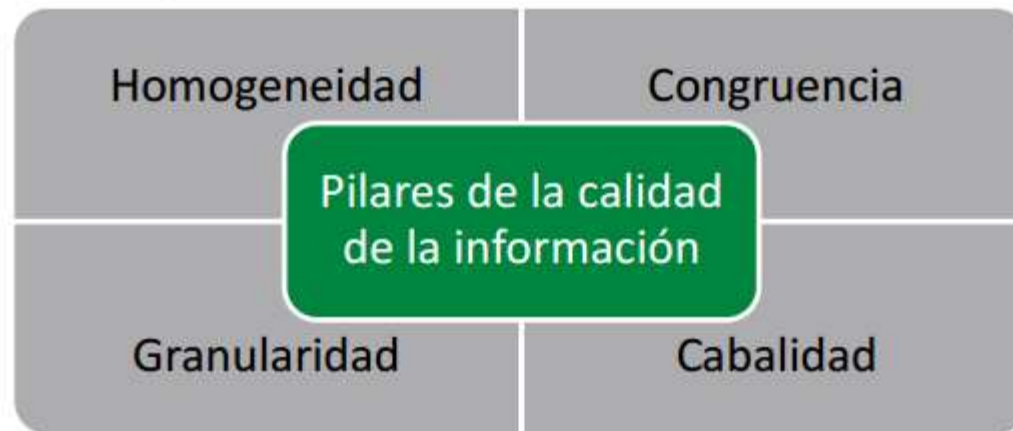 Homogeneidad
Congruencia
Pilares de la calidad
de la información
Granularidad
Cabalidad